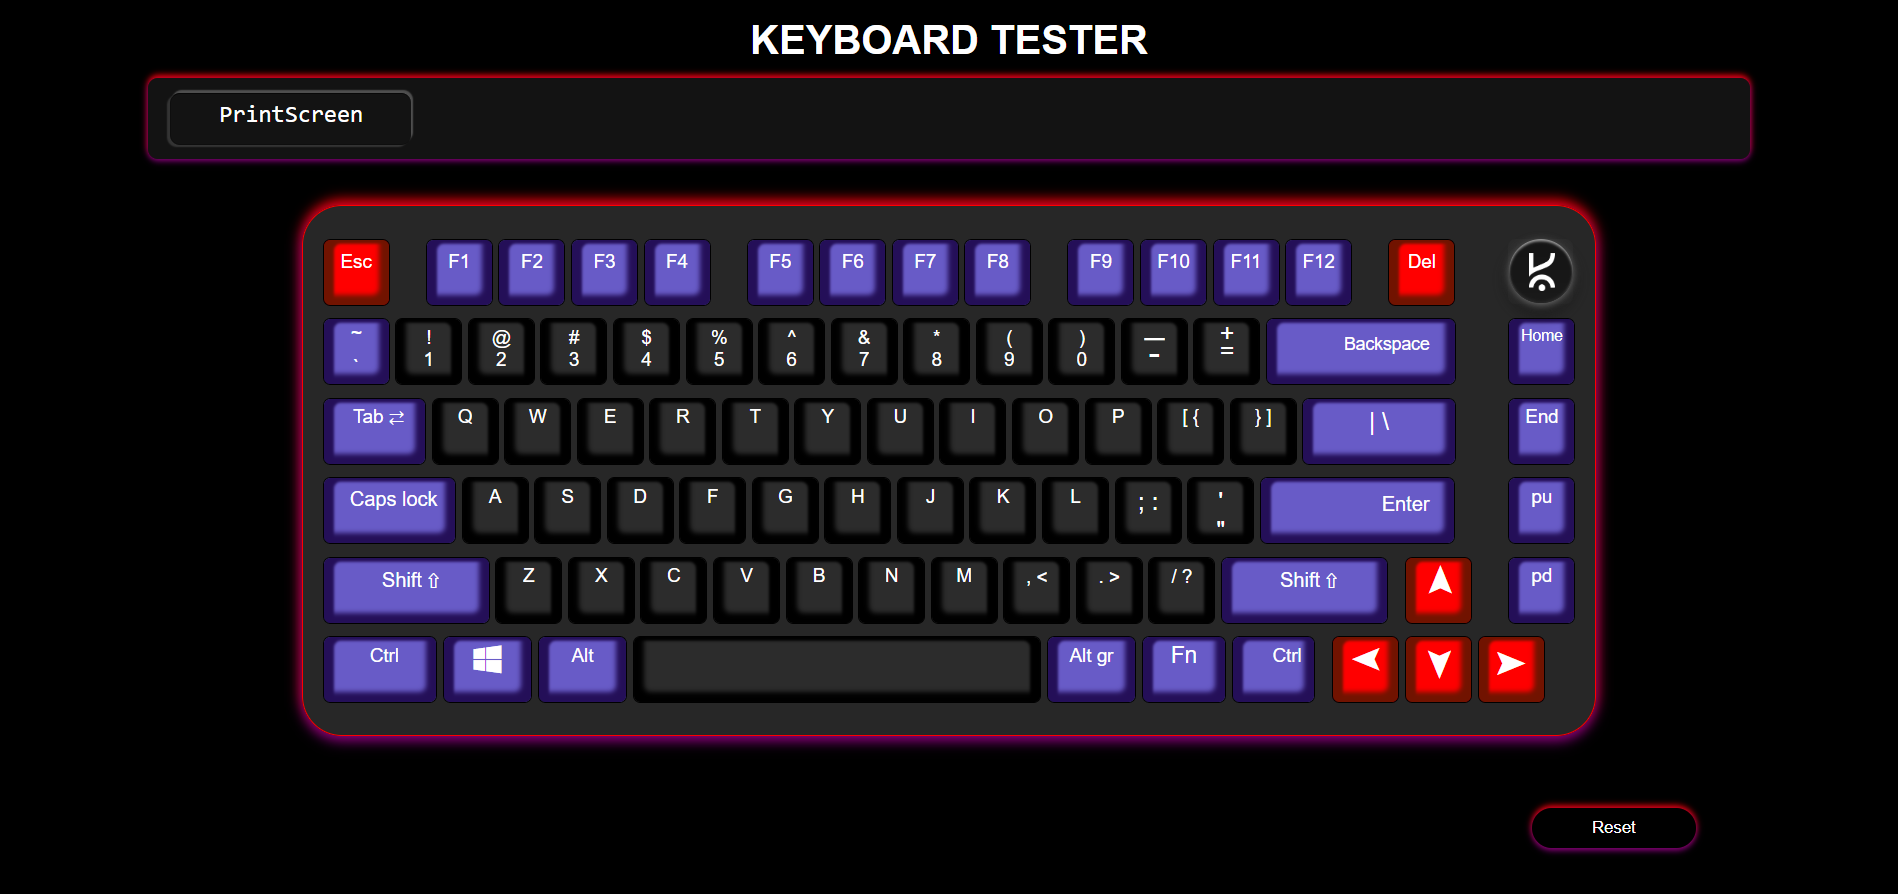 KEYBOARD TESTER
PrintScreen
Esc F1 F2 F3 F4 F5 F6 F7 F8 F9 F10 F11 F12 Del
~ ! @ # $ % ^ & * ( ) — +
` 1 2 3 4 5 6 7 8 9 0 - = Backspace Home
Tab ⇄ Q W E R T Y U I O P [ { } ] | \ End
Caps lock A S D F G H J K L ; : ' " Enter pu
Shift ⇧ Z X C V B N M , < . > / ? Shift ⇧ pd
Ctrl Alt Alt gr Fn Ctrl
Reset